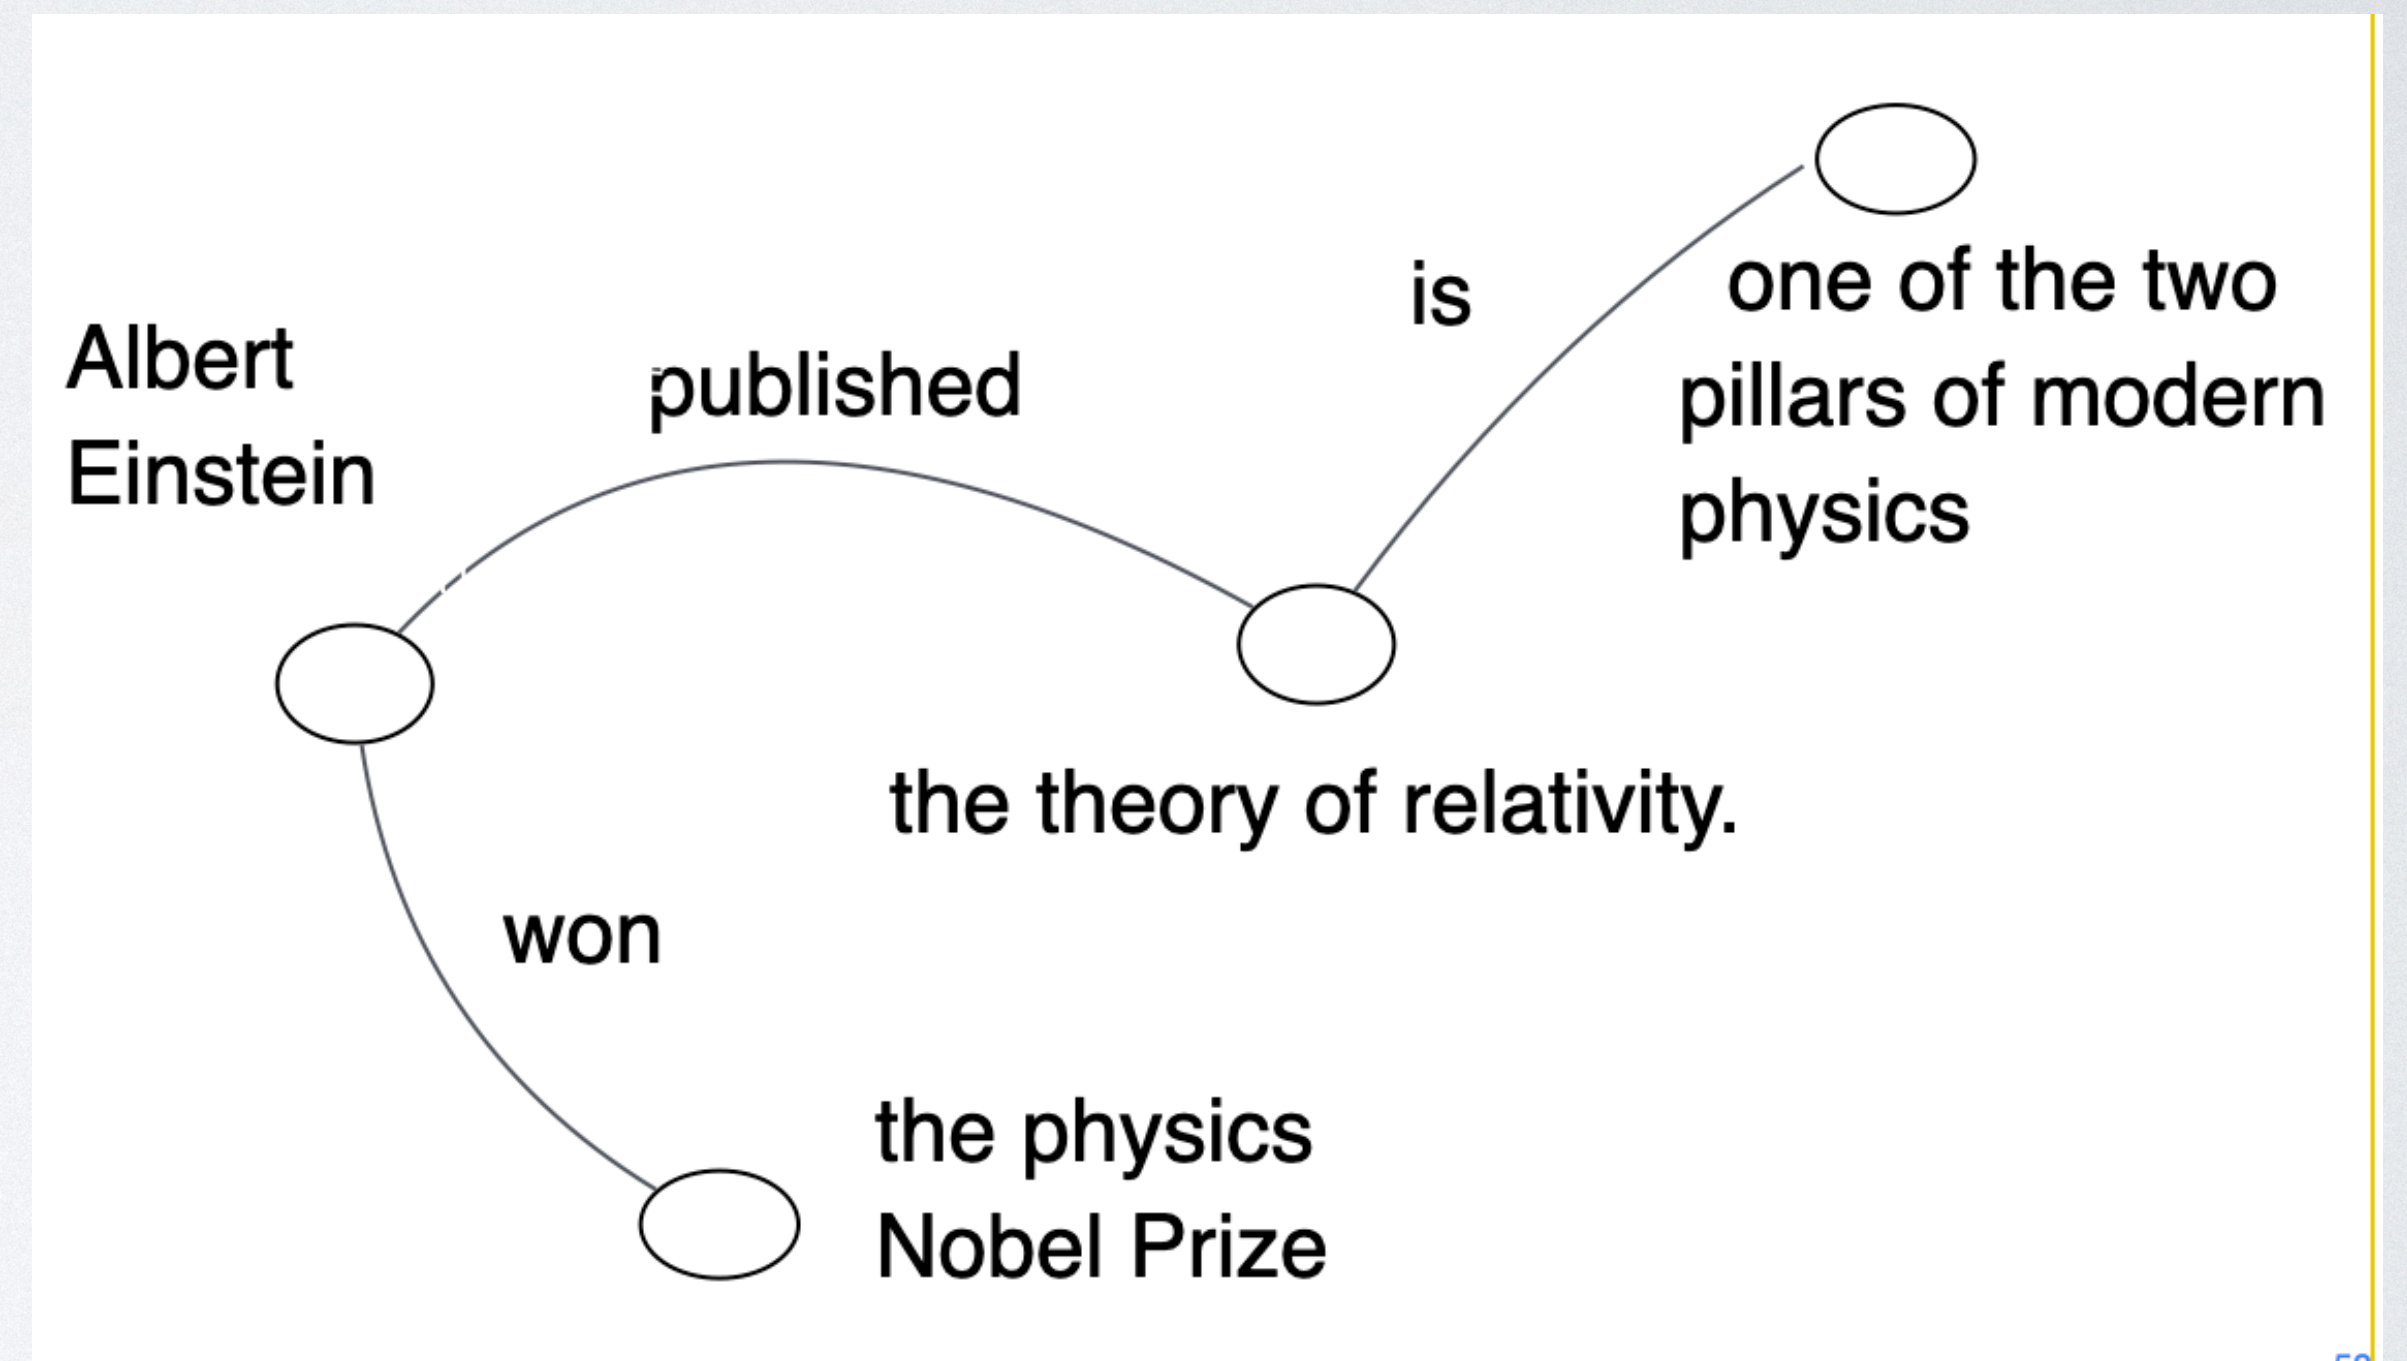 Albert
Einstein
published
is
one of the two
pillars of modern
physics
the theory of relativity.
won
the physics
Nobel Prize